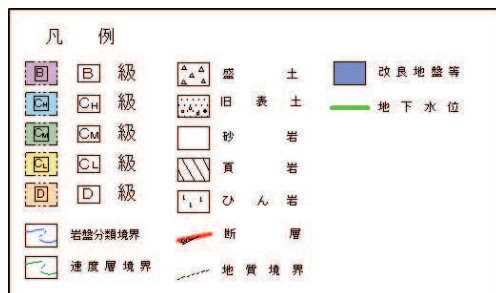 凡 例
B B 級
CH CH 級
CM CM 級
CL CL 級
D D 級
岩盤分類境界
速度層境界
盛 土
旧 表 土
砂 岩
頁 岩
ひ ん 岩
断 層
地 質 境 界
改 良 地 盤 等
地 下 水 位